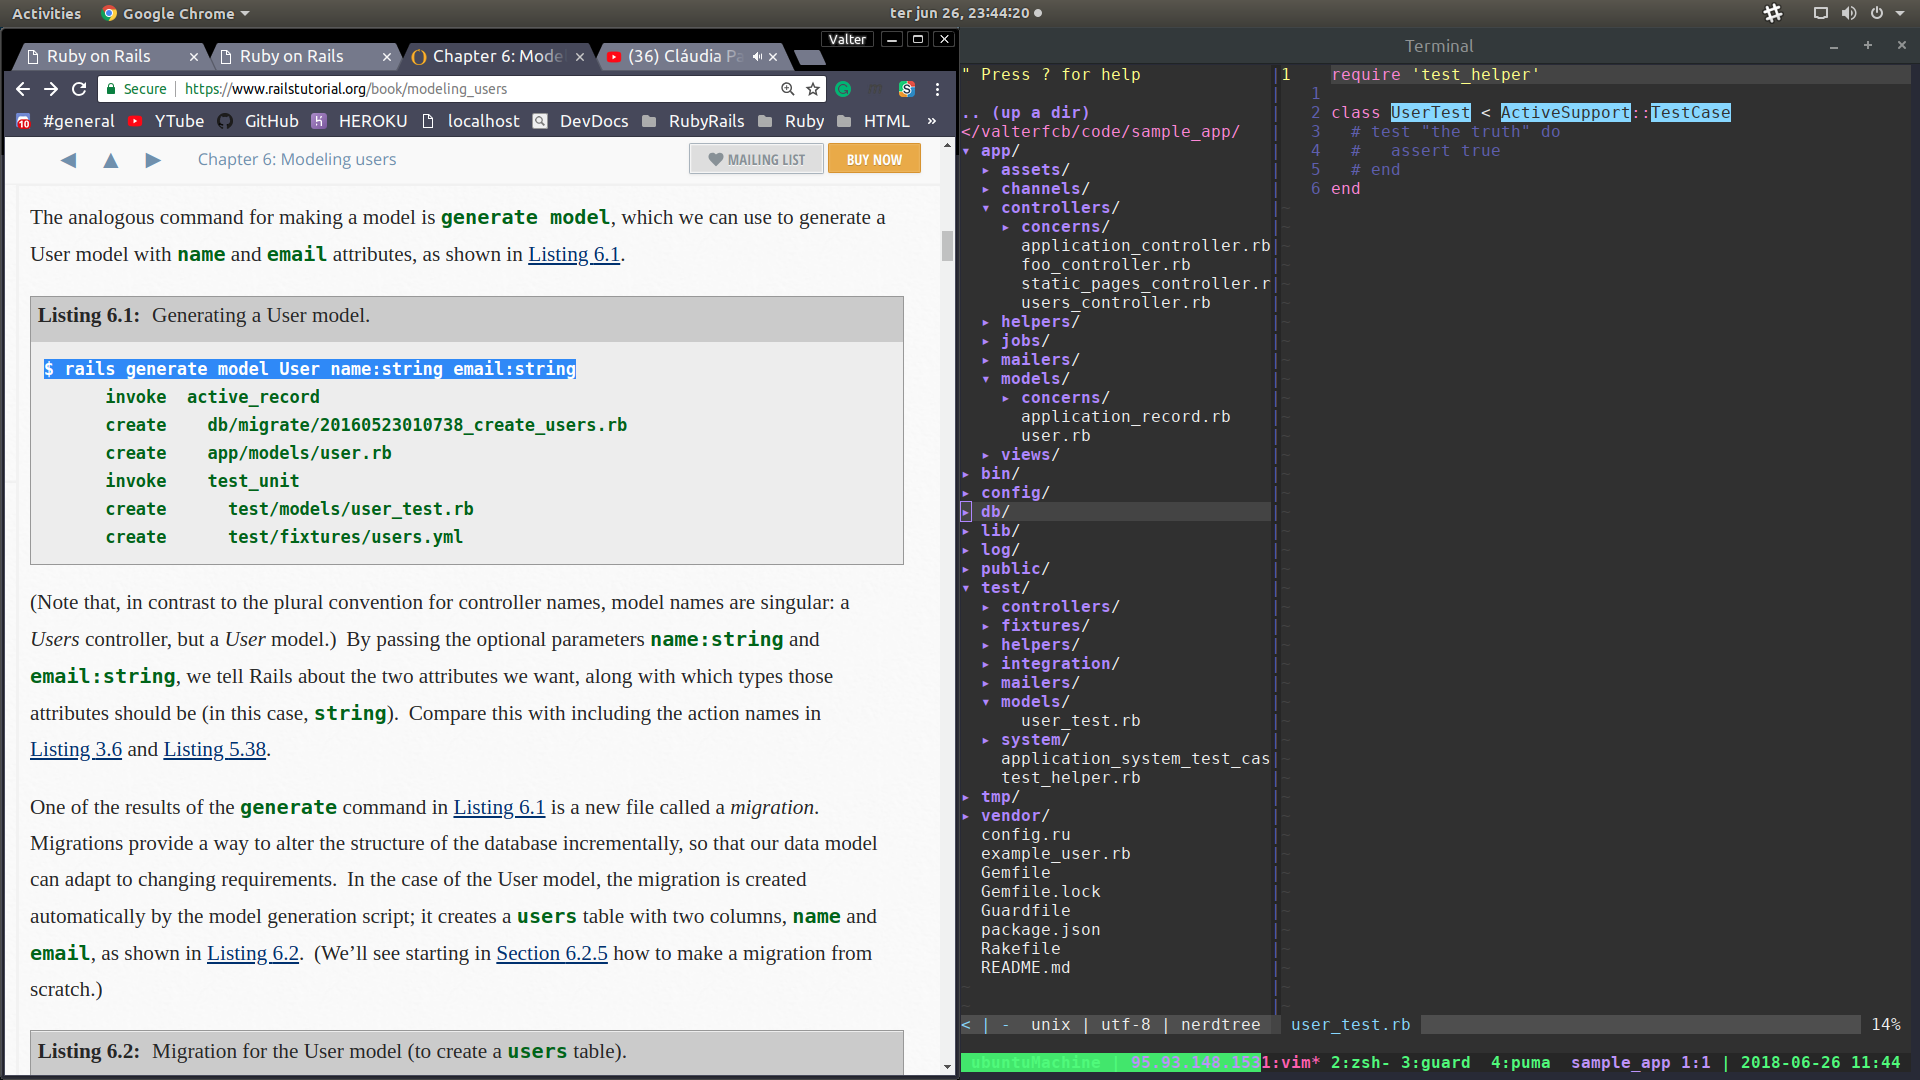 Activities Google Chrome ter jun 26, 23:44:20
Valter
Ruby on Rails Ruby on Rails Chapter 6: Mode (36) Cláudia Pa
Secure https://www.railstutorial.org/book/modeling_users
#general YTube GitHub HEROKU localhost DevDocs RubyRails Ruby HTML »
Chapter 6: Modeling users MAILING LIST BUY NOW
The analogous command for making a model is generate model, which we can use to generate a
User model with name and email attributes, as shown in Listing 6.1.
Listing 6.1: Generating a User model.
$ rails generate model User name:string email:string
invoke active_record
create db/migrate/20160523010738_create_users.rb
create app/models/user.rb
invoke test_unit
create test/models/user_test.rb
create test/fixtures/users.yml
(Note that, in contrast to the plural convention for controller names, model names are singular: a
Users controller, but a User model.) By passing the optional parameters name:string and
email:string, we tell Rails about the two attributes we want, along with which types those
attributes should be (in this case, string). Compare this with including the action names in
Listing 3.6 and Listing 5.38.
One of the results of the generate command in Listing 6.1 is a new file called a migration.
Migrations provide a way to alter the structure of the database incrementally, so that our data model
can adapt to changing requirements. In the case of the User model, the migration is created
automatically by the model generation script; it creates a users table with two columns, name and
email, as shown in Listing 6.2. (We’ll see starting in Section 6.2.5 how to make a migration from
scratch.)
Listing 6.2: Migration for the User model (to create a users table).
Terminal
" Press ? for help
.. (up a dir)
</valterfcb/code/sample_app/
▾ app/
▸ assets/
▸ channels/
▾ controllers/
▸ concerns/
application_controller.rb
foo_controller.rb
static_pages_controller.r
users_controller.rb
▸ helpers/
▸ jobs/
▸ mailers/
▾ models/
▸ concerns/
application_record.rb
user.rb
▸ views/
▸ bin/
▸ config/
▸ db/
▸ lib/
▸ log/
▸ public/
▾ test/
▸ controllers/
▸ fixtures/
▸ helpers/
▸ integration/
▸ mailers/
▾ models/
user_test.rb
▸ system/
application_system_test_cas
test_helper.rb
▸ tmp/
▸ vendor/
config.ru
example_user.rb
Gemfile
Gemfile.lock
Guardfile
package.json
Rakefile
README.md
1 require 'test_helper'
1
2 class UserTest < ActiveSupport::TestCase
3 # test "the truth" do
4 # assert true
5 # end
6 end
< | - unix | utf-8 | nerdtree user_test.rb 14%
ubuntuMachine | 95.93.148.153 1:vim* 2:zsh- 3:guard 4:puma sample_app 1:1 | 2018-06-26 11:44